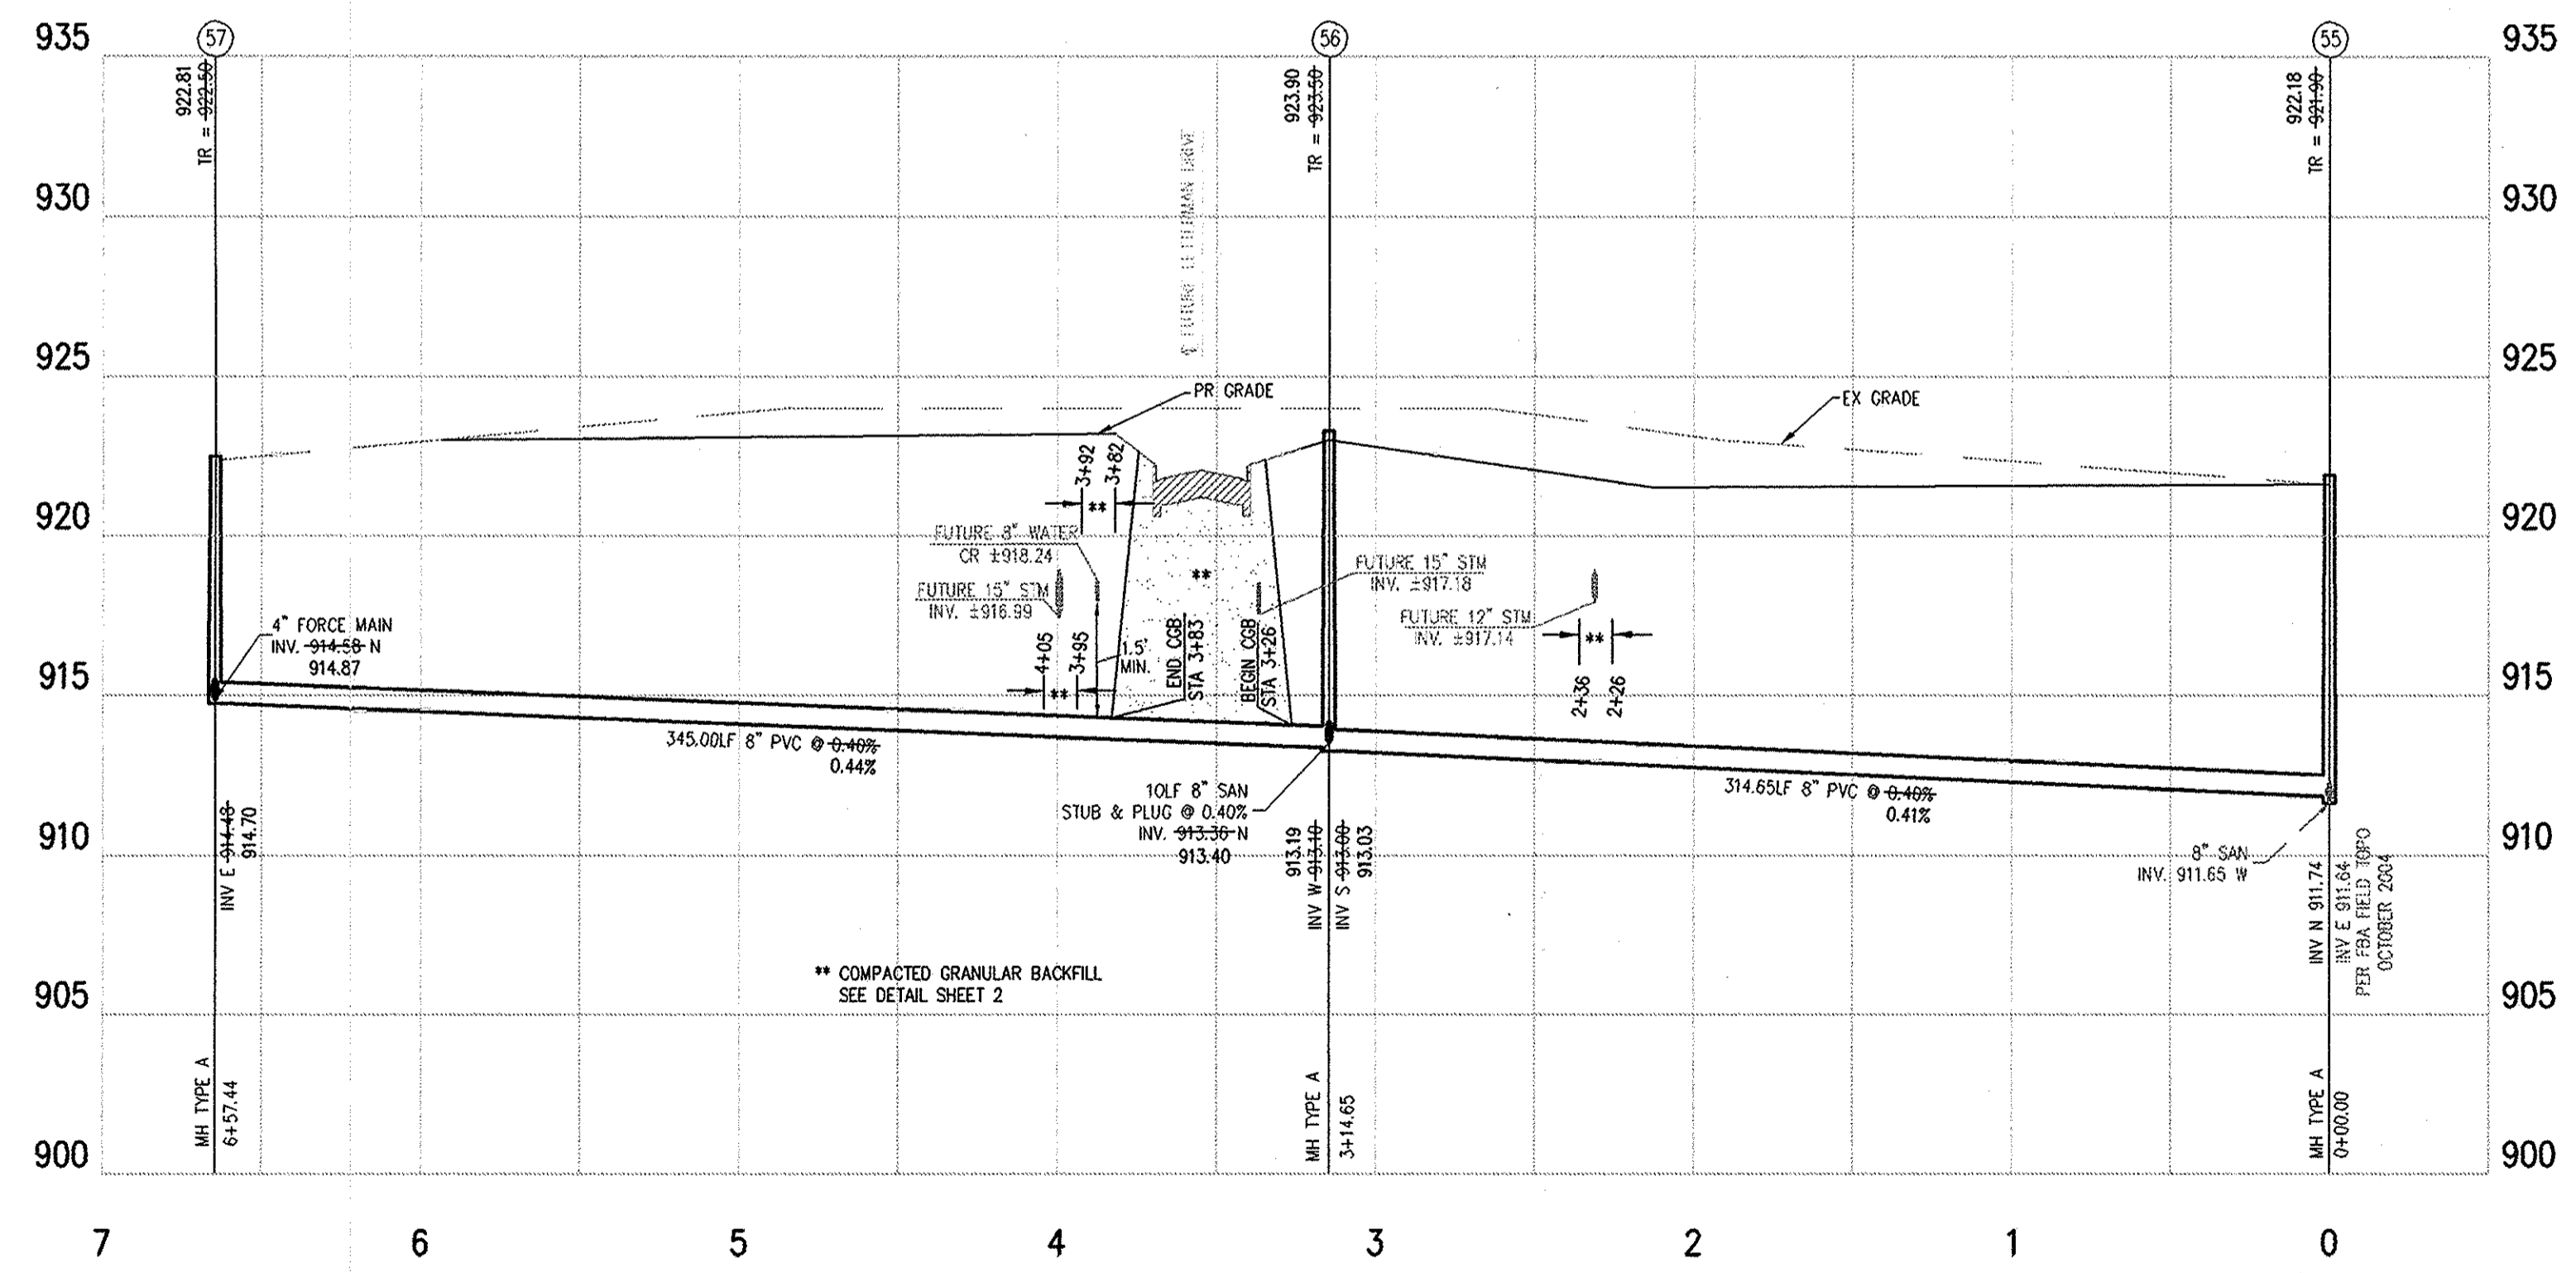 935
57
56
55
935
922.81
TR = 922.50
923.90
TR = 923.50
922.18
TR = 921.90
930
930
℄ FUTURE DRIVE
925
925
PR GRADE
EX GRADE
3+92
3+82
**
920
920
FUTURE 8" WATER
CR ±918.24
FUTURE 15" STM
INV. ±916.99
**
FUTURE 15" STM
INV. ±917.18
FUTURE 12" STM
INV. ±917.14
4" FORCE MAIN
INV. 914.58 N
914.87
4+05
3+95
**
1.5'
MIN.
END CGB
STA 3+83
BEGIN CGB
STA 3+26
**
2+36
2+26
915
915
345.00LF 8" PVC @ 0.40%
0.44%
10LF 8" SAN
STUB & PLUG @ 0.40%
INV. 913.36 N
913.40
314.65LF 8" PVC @ 0.40%
0.41%
INV E 914.48
914.70
913.19
INV W 913.10
INV S 913.00
913.03
8" SAN
INV. 911.65 W
INV N 911.74
INV E 911.64
PER FBA FIELD TOPO
OCTOBER 2004
910
910
** COMPACTED GRANULAR BACKFILL
SEE DETAIL SHEET 2
905
905
MH TYPE A
6+57.44
MH TYPE A
3+14.65
MH TYPE A
0+00.00
900
900
7 6 5 4 3 2 1 0